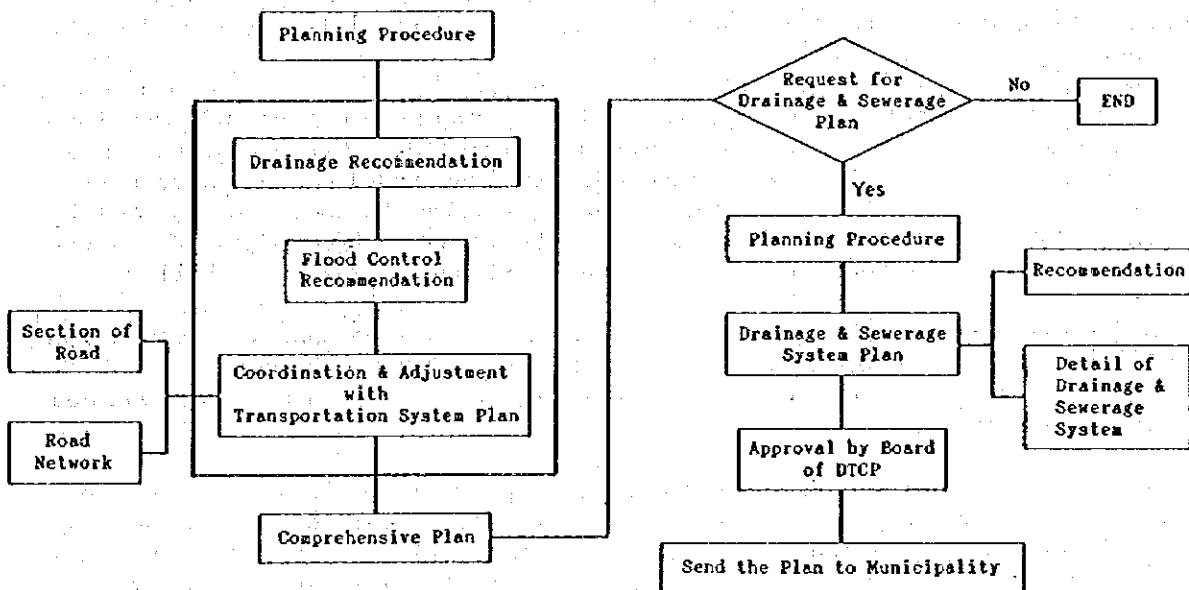 Planning Procedure
Drainage Recommendation
Flood Control
Recommendation
Section of
Road
Road
Network
Coordination & Adjustment
with
Transportation System Plan
Comprehensive Plan
Request for
Drainage & Sewerage
Plan
No
END
Yes
Planning Procedure
Drainage & Sewerage
System Plan
Recommendation
Detail of
Drainage &
Sewerage
System
Approval by Board
of DTCP
Send the Plan to Municipality